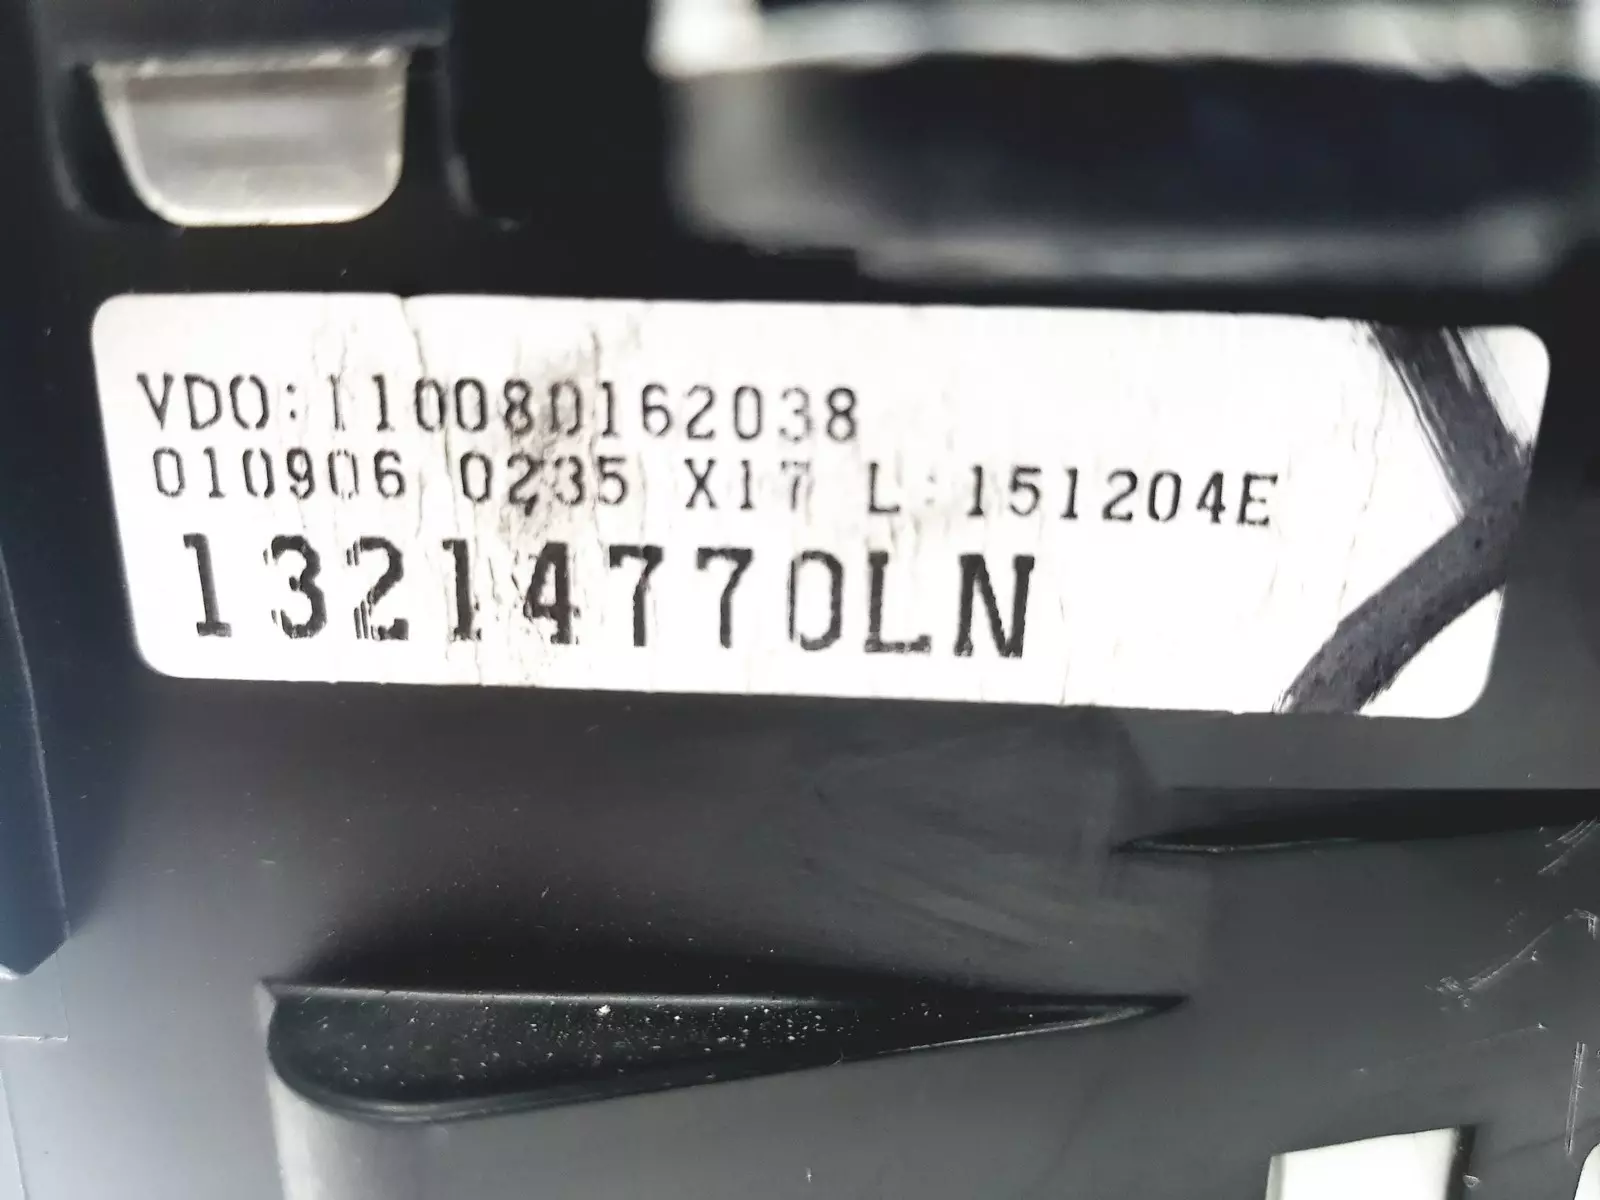 VDO: 110080162038
010906 0235 X17 L: 151204E
13214770LN